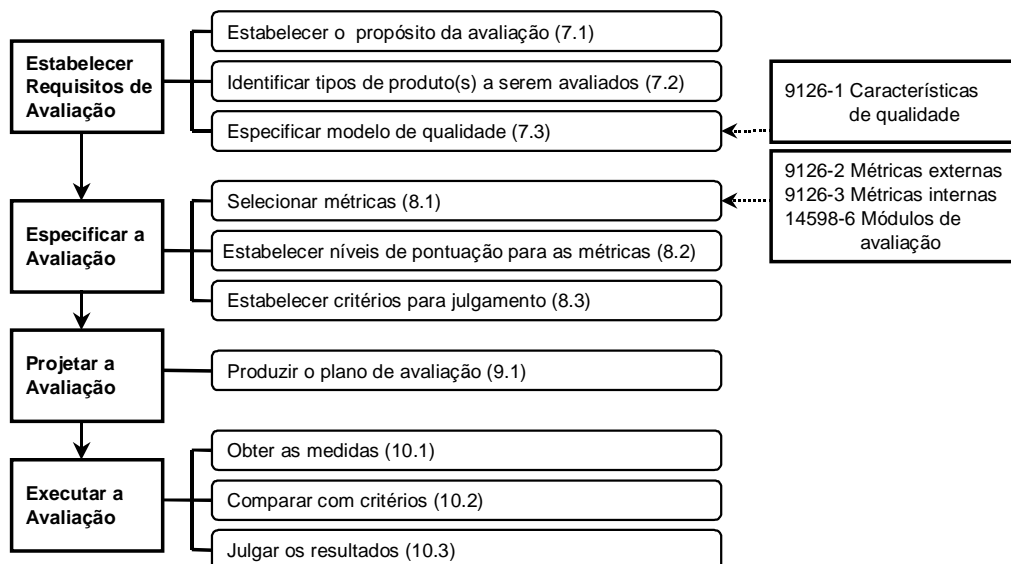 Estabelecer
Requisitos de
Avaliação
Estabelecer o propósito da avaliação (7.1)
Identificar tipos de produto(s) a serem avaliados (7.2)
Especificar modelo de qualidade (7.3)
9126-1 Características
de qualidade
Especificar a
Avaliação
Selecionar métricas (8.1)
Estabelecer níveis de pontuação para as métricas (8.2)
Estabelecer critérios para julgamento (8.3)
9126-2 Métricas externas
9126-3 Métricas internas
14598-6 Módulos de
avaliação
Projetar a
Avaliação
Produzir o plano de avaliação (9.1)
Executar a
Avaliação
Obter as medidas (10.1)
Comparar com critérios (10.2)
Julgar os resultados (10.3)